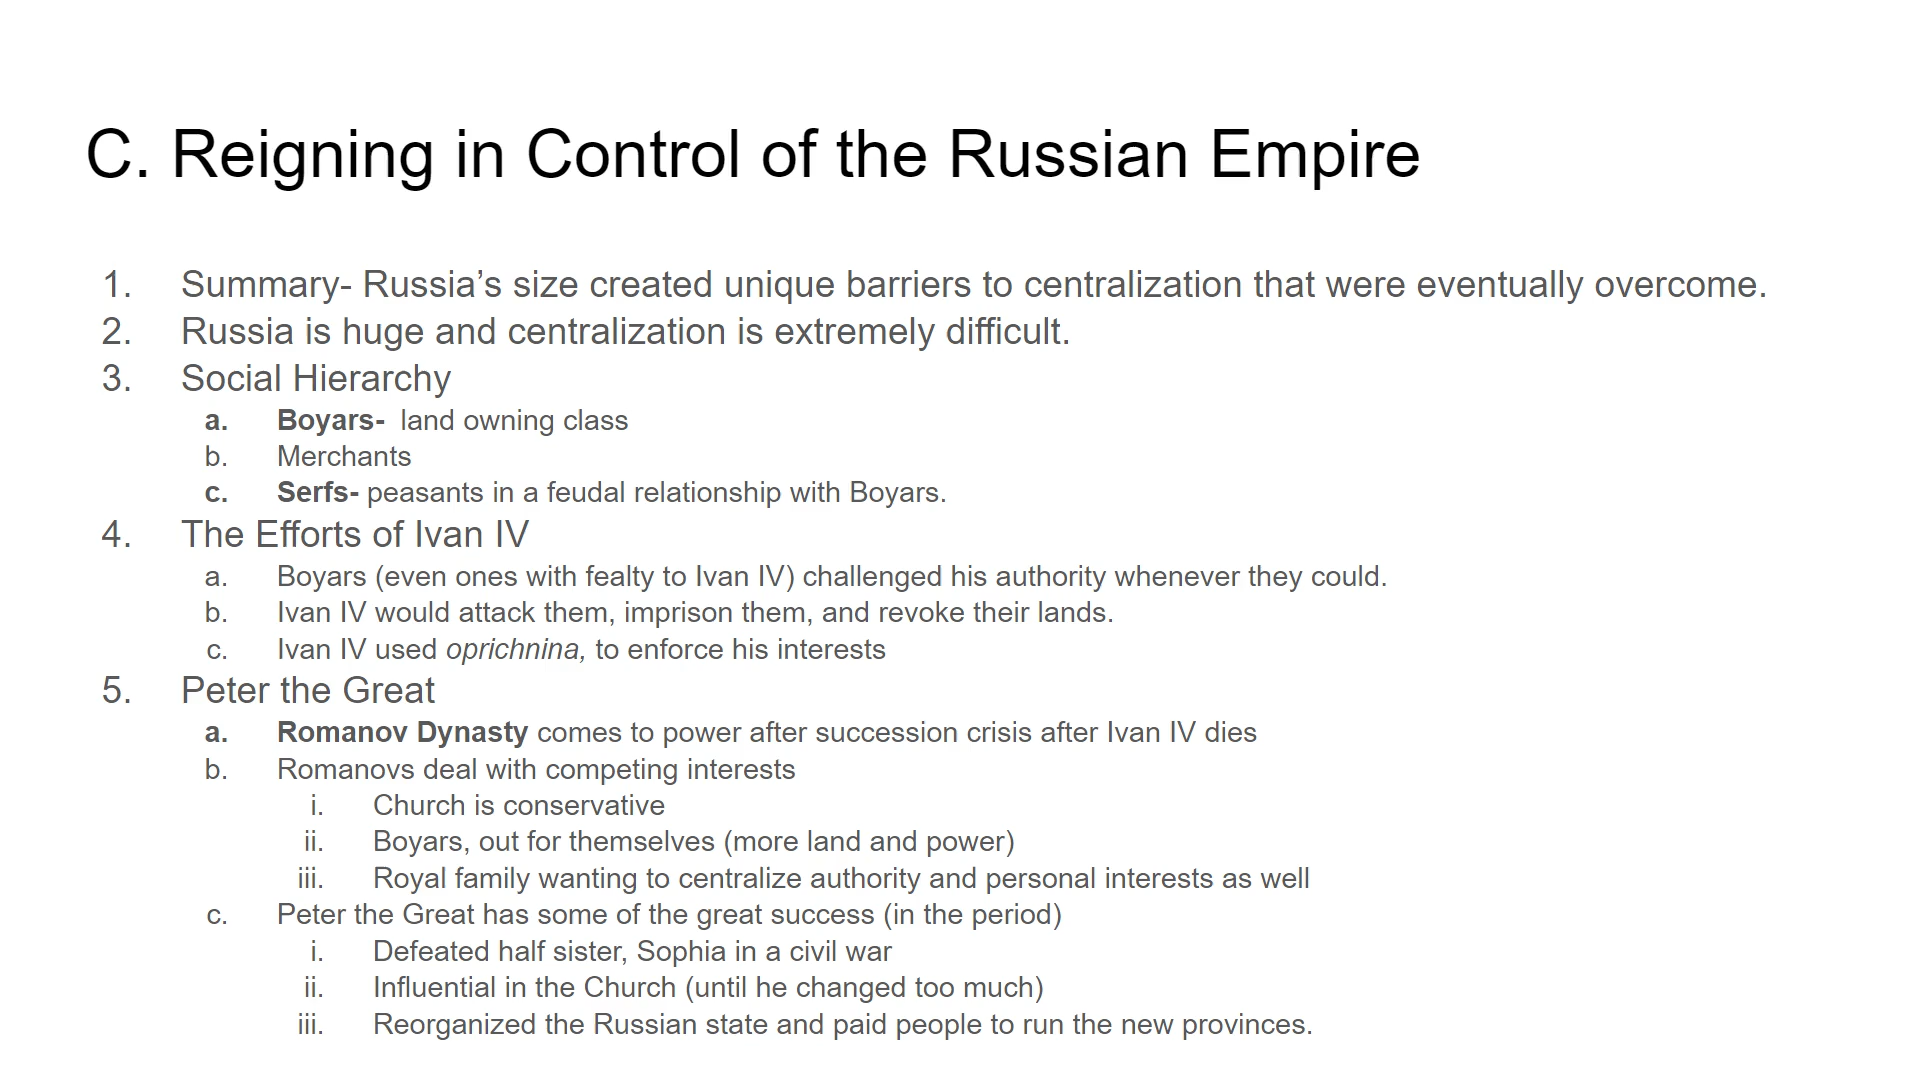 C. Reigning in Control of the Russian Empire
1. Summary- Russia’s size created unique barriers to centralization that were eventually overcome.
2. Russia is huge and centralization is extremely difficult.
3. Social Hierarchy
a. Boyars- land owning class
b. Merchants
c. Serfs- peasants in a feudal relationship with Boyars.
4. The Efforts of Ivan IV
a. Boyars (even ones with fealty to Ivan IV) challenged his authority whenever they could.
b. Ivan IV would attack them, imprison them, and revoke their lands.
c. Ivan IV used oprichnina, to enforce his interests
5. Peter the Great
a. Romanov Dynasty comes to power after succession crisis after Ivan IV dies
b. Romanovs deal with competing interests
i. Church is conservative
ii. Boyars, out for themselves (more land and power)
iii. Royal family wanting to centralize authority and personal interests as well
c. Peter the Great has some of the great success (in the period)
i. Defeated half sister, Sophia in a civil war
ii. Influential in the Church (until he changed too much)
iii. Reorganized the Russian state and paid people to run the new provinces.